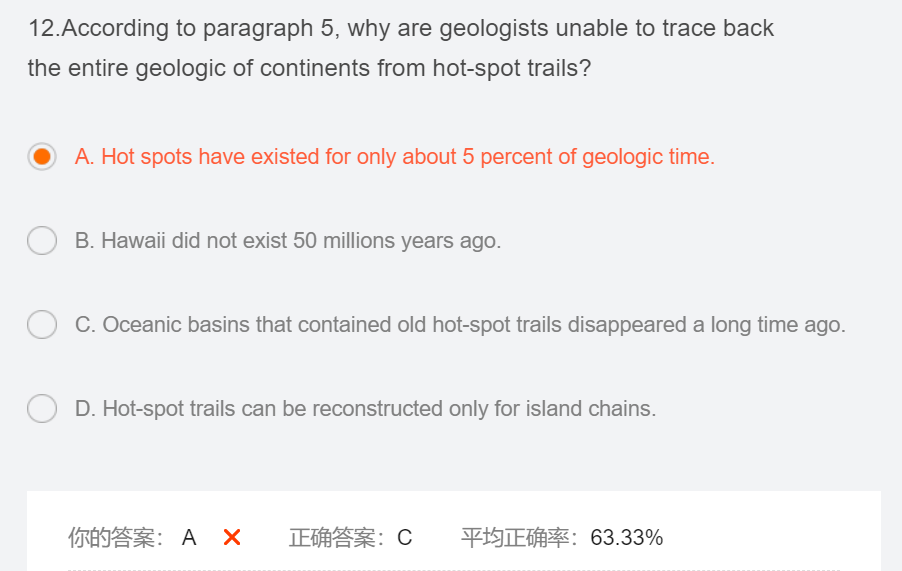 12.According to paragraph 5, why are geologists unable to trace back
the entire geologic of continents from hot-spot trails?
A. Hot spots have existed for only about 5 percent of geologic time.
B. Hawaii did not exist 50 millions years ago.
C. Oceanic basins that contained old hot-spot trails disappeared a long time ago.
D. Hot-spot trails can be reconstructed only for island chains.
你的答案： A ✕ 正确答案：C 平均正确率：63.33%